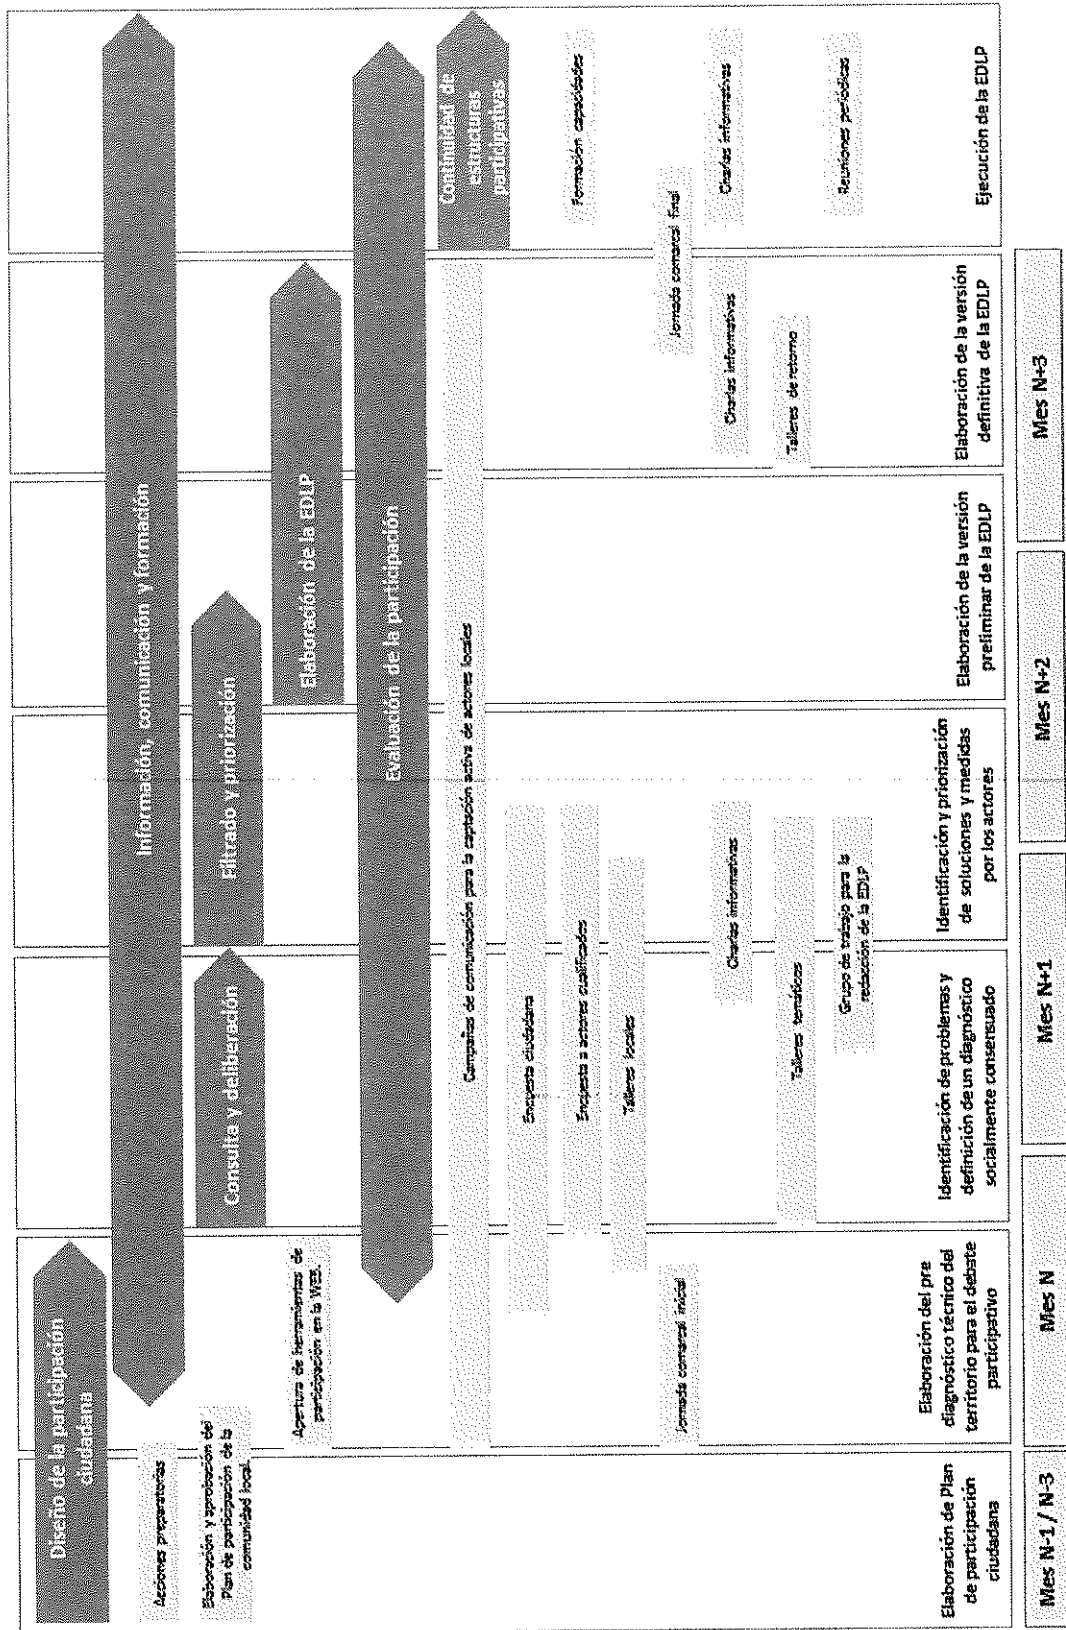 Diseño de la participación
ciudadana
Información, comunicación y formación
Consulta y deliberación
Filtrado y priorización
Elaboración de la EDLP
Evaluación de la participación
Continuidad de
estructuras
participativas
Acciones preparatorias
Elaboración y aprobación del
Plan de participación de la
comunidad local.
Apertura de herramientas de
participación en la Web.
Campañas de comunicación para la captación activa de actores locales
Encuesta ciudadana
Encuesta a actores cualificados
Talleres locales
Formación capacidades
Jornada comarcal inicial
Jornada comarcal final
Charlas informativas
Charlas informativas
Charlas informativas
Talleres temáticos
Talleres de retorno
Grupo de trabajo para la
redacción de la EDLP
Reuniones periódicas
Elaboración de Plan
de participación
ciudadana
Elaboración del pre
diagnóstico técnico del
territorio para el debate
participativo
Identificación de problemas y
definición de un diagnóstico
socialmente consensuado
Identificación y priorización
de soluciones y medidas
por los actores
Elaboración de la versión
preliminar de la EDLP
Elaboración de la versión
definitiva de la EDLP
Ejecución de la EDLP
Mes N-1 / N-3
Mes N
Mes N+1
Mes N+2
Mes N+3